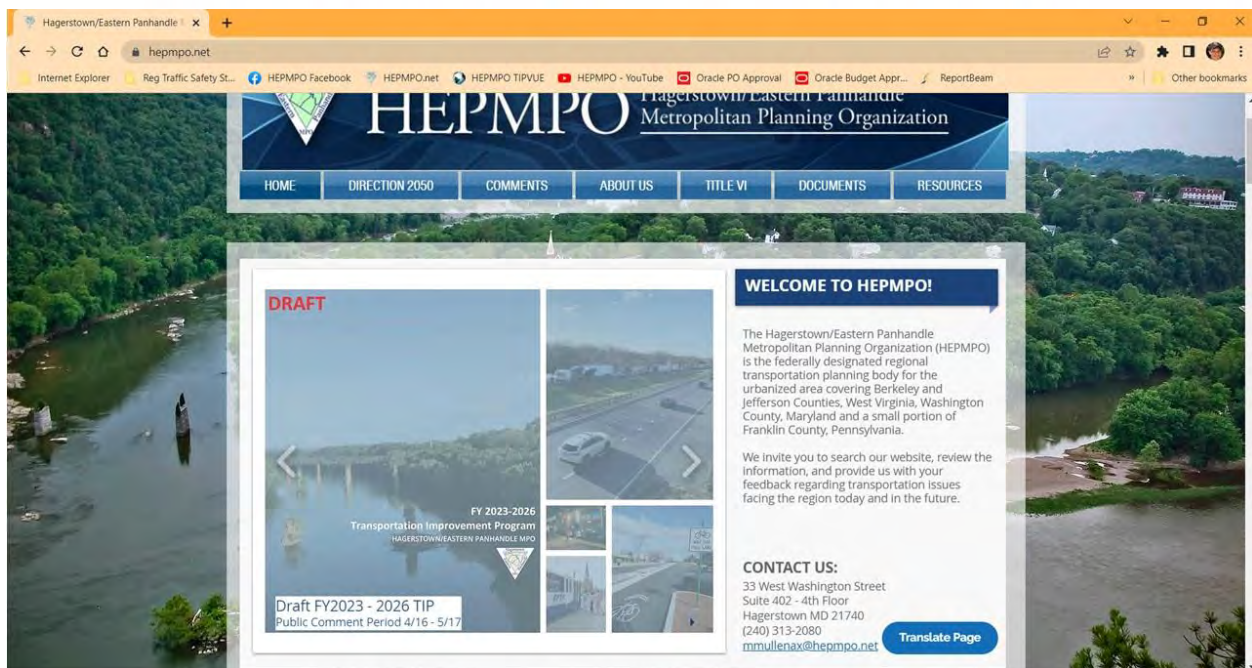 Hagerstown/Eastern Panhandle
hepmpo.net
Internet Explorer
Reg Traffic Safety St...
HEPMPO Facebook
HEPMPO.net
HEPMPO TIPVUE
HEPMPO - YouTube
Oracle PO Approval
Oracle Budget Appr...
ReportBeam
»
Other bookmarks
HEPMPO
Hagerstown/Eastern Panhandle
Metropolitan Planning Organization
HOME
DIRECTION 2050
COMMENTS
ABOUT US
TITLE VI
DOCUMENTS
RESOURCES
DRAFT
FY 2023-2026
Transportation Improvement Program
HAGERSTOWN/EASTERN PANHANDLE MPO
Draft FY2023 - 2026 TIP
Public Comment Period 4/16 - 5/17
WELCOME TO HEPMPO!
The Hagerstown/Eastern Panhandle
Metropolitan Planning Organization (HEPMPO)
is the federally designated regional
transportation planning body for the
urbanized area covering Berkeley and
Jefferson Counties, West Virginia, Washington
County, Maryland and a small portion of
Franklin County, Pennsylvania.
We invite you to search our website, review the
information, and provide us with your
feedback regarding transportation issues
facing the region today and in the future.
CONTACT US:
33 West Washington Street
Suite 402 - 4th Floor
Hagerstown MD 21740
(240) 313-2080
mmullenax@hepmpo.net
Translate Page